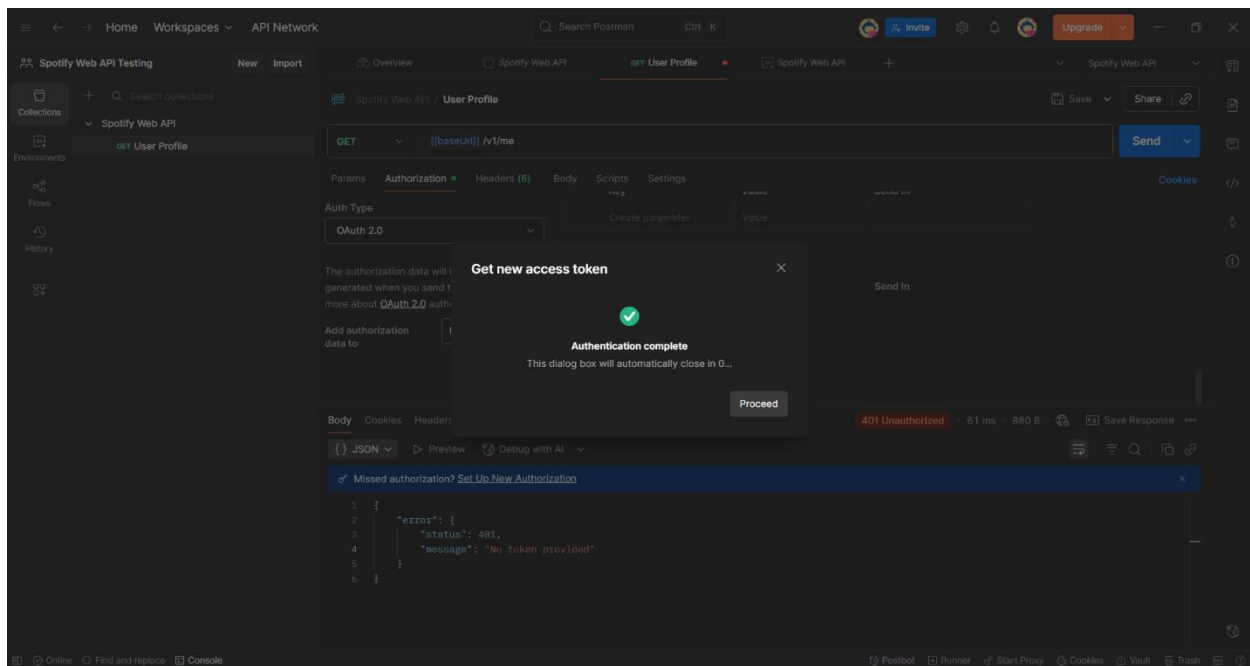 Home Workspaces API Network Search Postman Ctrl K Invite Upgrade
Spotify Web API Testing New Import Overview Spotify Web API GET User Profile Spotify Web API Spotify Web API
Collections Search collections Spotify Web API / User Profile Save Share
Spotify Web API
GET User Profile GET {{baseUrl}} /v1/me Send
Environments
Params Authorization Headers (6) Body Scripts Settings Cookies
Flows
Key Value Send In
Auth Type Create parameter Value
OAuth 2.0
History
Get new access token
The authorization data will
generated when you send t Send In
more about OAuth 2.0 auth
Add authorization
data to
Authentication complete
This dialog box will automatically close in 0...
Proceed
Body Cookies Headers 401 Unauthorized 61 ms 880 B Save Response
{} JSON Preview Debug with AI
Missed authorization? Set Up New Authorization
1 {
2 "error": {
3 "status": 401,
4 "message": "No token provided"
5 }
6 }
Online Find and replace Console Postbot Runner Start Proxy Cookies Vault Trash